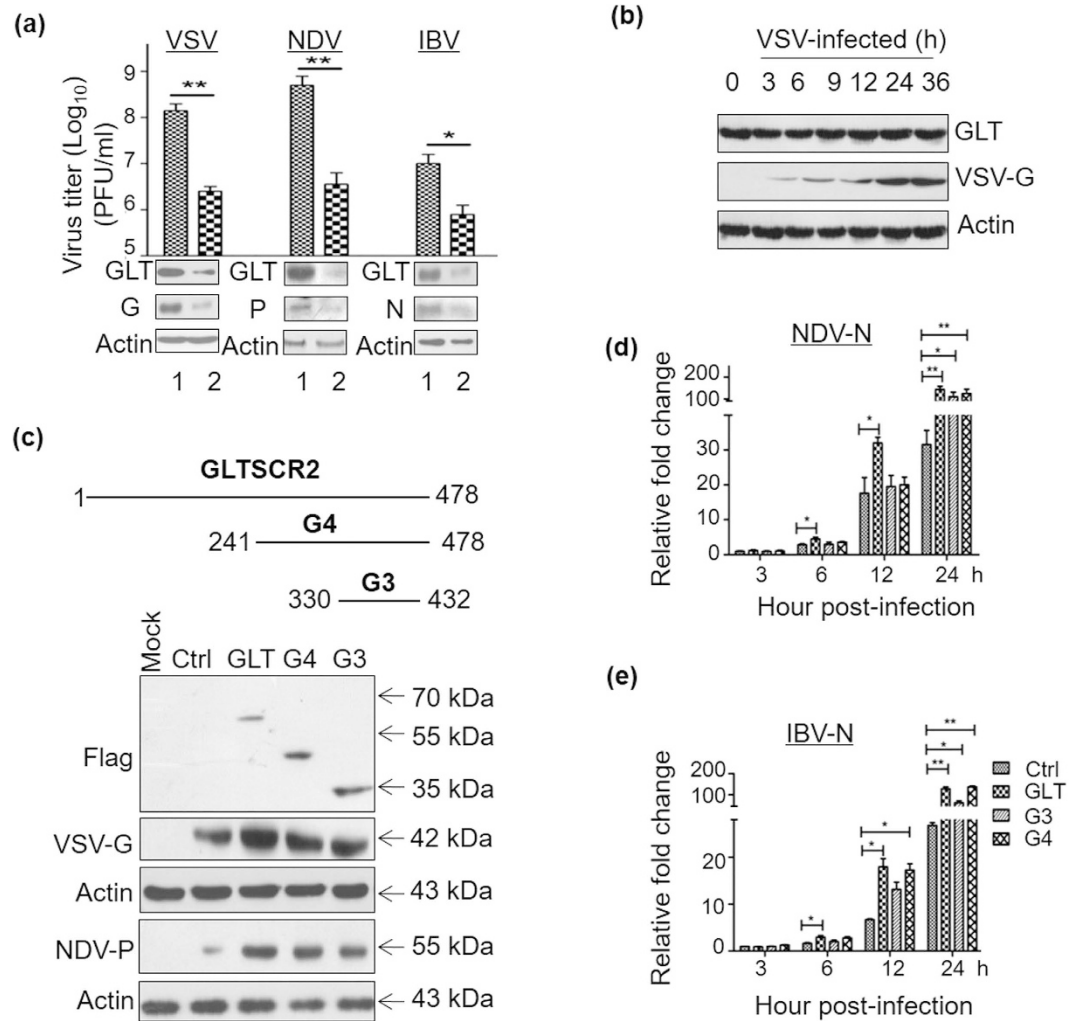 (a)
VSV NDV IBV
** ** *
Virus titer (Log10)
(PFU/ml)
9
8
7
6
5
GLT GLT GLT
G P N
Actin Actin Actin
1 2 1 2 1 2
(b)
VSV-infected (h)
0 3 6 9 12 24 36
GLT
VSV-G
Actin
(c)
GLTSCR2
1 478
G4
241 478
G3
330 432
Mock Ctrl GLT G4 G3
Flag
70 kDa
55 kDa
35 kDa
VSV-G 42 kDa
Actin 43 kDa
NDV-P 55 kDa
Actin 43 kDa
(d)
NDV-N
Relative fold change
200
100
30
20
10
0
* * ** * **
3 6 12 24 h
Hour post-infection
(e)
IBV-N
Relative fold change
200
100
20
10
0
* * * ** * **
3 6 12 24 h
Hour post-infection
Ctrl
GLT
G3
G4